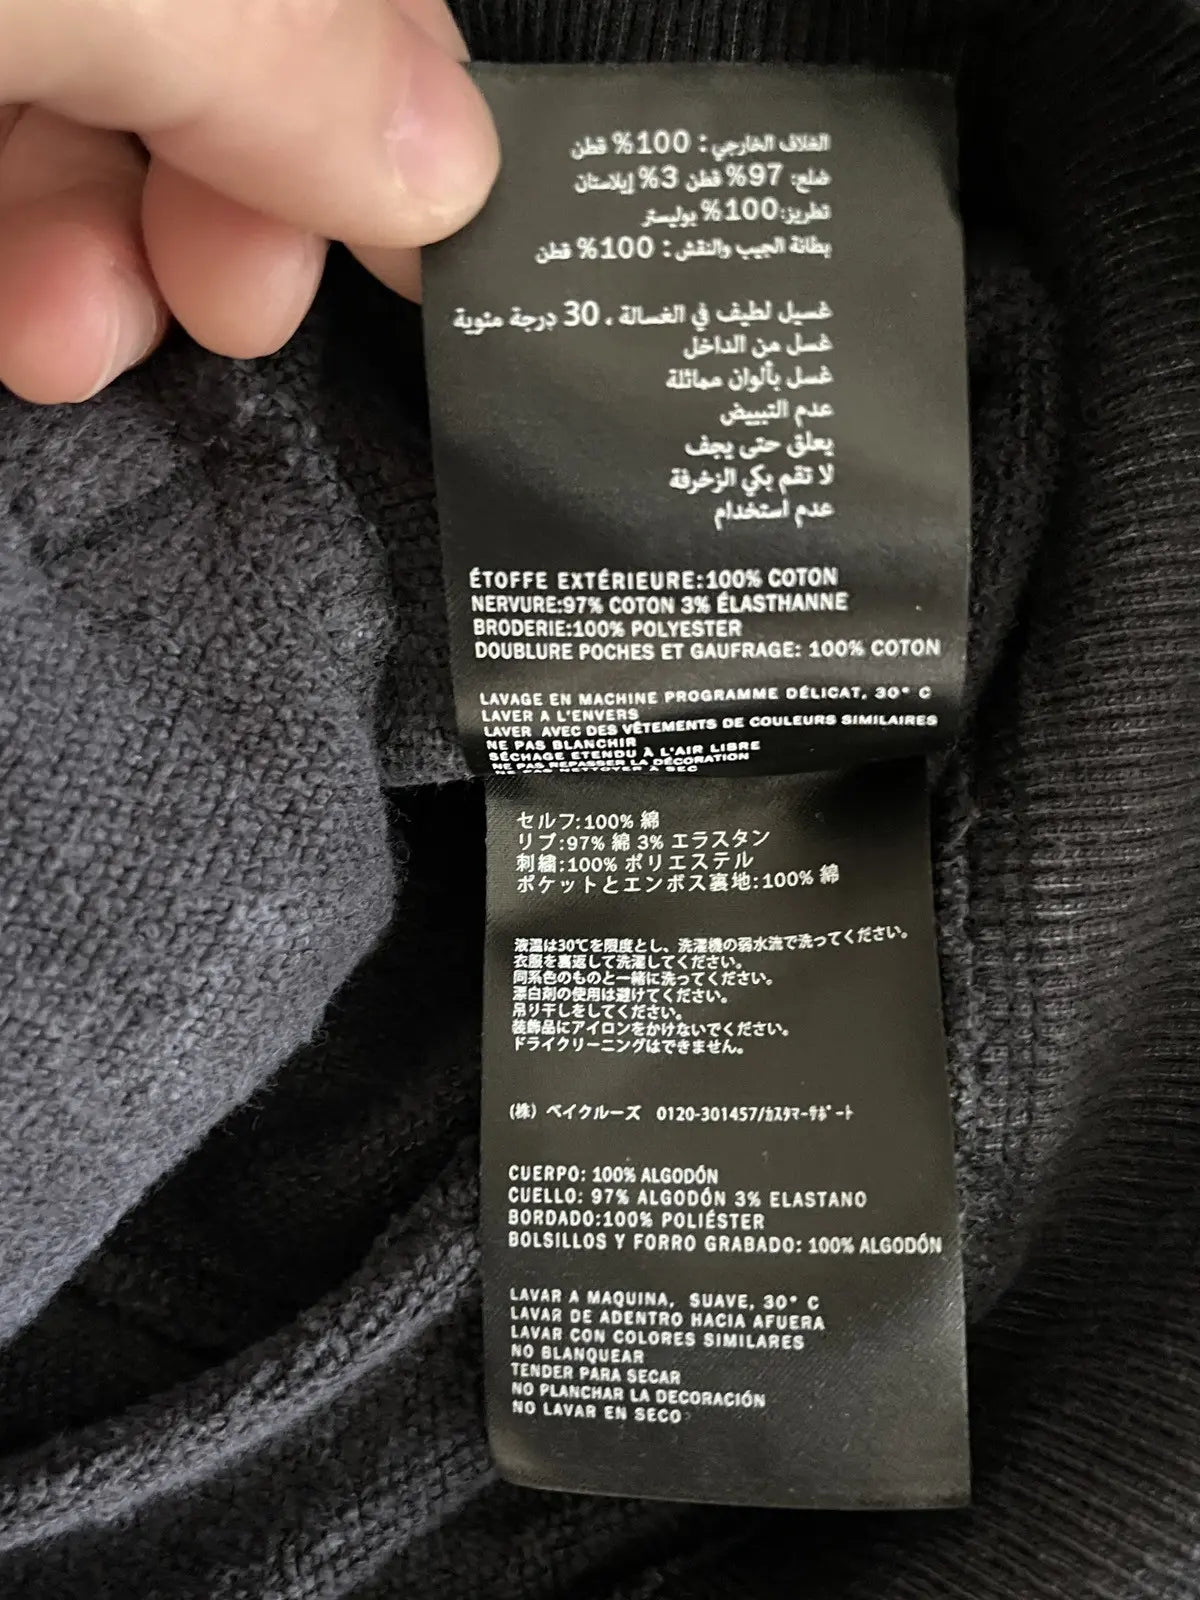 الغلاف الخارجي: 100% قطن
ضلع: 97% قطن 3% إيلاستان
تطريز:100% بوليستر
بطانة الجيب والنقش: 100% قطن
غسيل لطيف في الغسالة ، 30 درجة مئوية
غسل من الداخل
غسل بألوان مماثلة
عدم التبييض
يعلق حتى يجف
لا تقم بكي الزخرفة
عدم استخدام
ÉTOFFE EXTÉRIEURE:100% COTON
NERVURE:97% COTON 3% ÉLASTHANNE
BRODERIE:100% POLYESTER
DOUBLURE POCHES ET GAUFRAGE: 100% COTON
LAVAGE EN MACHINE PROGRAMME DÉLICAT, 30° C
LAVER A L'ENVERS
LAVER AVEC DES VÊTEMENTS DE COULEURS SIMILAIRES
NE PAS BLANCHIR
SÉCHAGE ETENDU À L'AIR LIBRE
NE PAS REPASSER LA DÉCORATION
NE PAS NETTOYER A SEC
セルフ:100% 綿
リブ:97% 綿 3% エラスタン
刺繍:100% ポリエステル
ポケットとエンボス裏地:100% 綿
液温は30℃を限度とし、洗濯機の弱水流で洗ってください。
衣服を裏返して洗濯してください。
同系色のものと一緒に洗ってください。
漂白剤の使用は避けてください。
吊り干しをしてください。
装飾品にアイロンをかけないでください。
ドライクリーニングはできません。
(株) ベイクルーズ 0120-301457/ｶｽﾀﾏｰｻﾎﾟｰﾄ
CUERPO: 100% ALGODÓN
CUELLO: 97% ALGODÓN 3% ELASTANO
BORDADO:100% POLIÉSTER
BOLSILLOS Y FORRO GRABADO: 100% ALGODÓN
LAVAR A MAQUINA, SUAVE, 30° C
LAVAR DE ADENTRO HACIA AFUERA
LAVAR CON COLORES SIMILARES
NO BLANQUEAR
TENDER PARA SECAR
NO PLANCHAR LA DECORACIÓN
NO LAVAR EN SECO